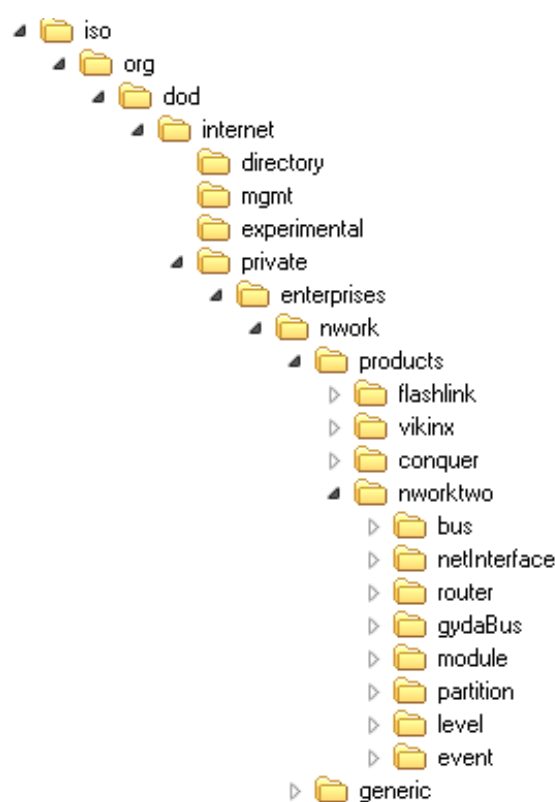 iso
org
dod
internet
directory
mgmt
experimental
private
enterprises
nwork
products
flashlink
vikinx
conquer
nworktwo
bus
netInterface
router
gydaBus
module
partition
level
event
generic